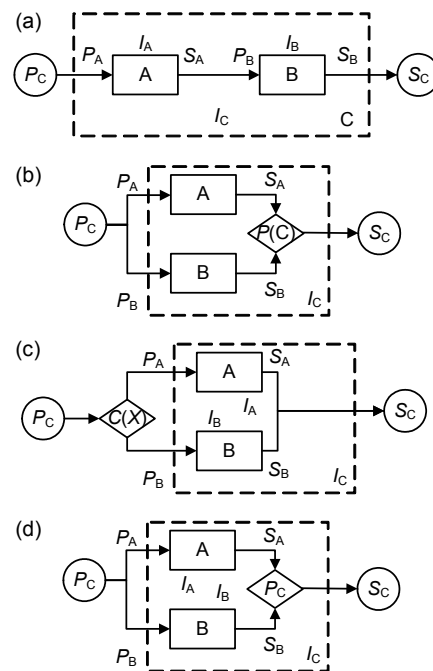 (a)
P_A I_A S_A P_B I_B S_B
P_C A B S_C
I_C C
(b)
P_A A S_A
P_C P(C) S_C
P_B B S_B I_C
(c)
P_A A S_A
P_C C(X) I_B I_A S_C
P_B B S_B I_C
(d)
P_A A S_A
P_C I_A I_B P_C S_C
P_B B S_B I_C